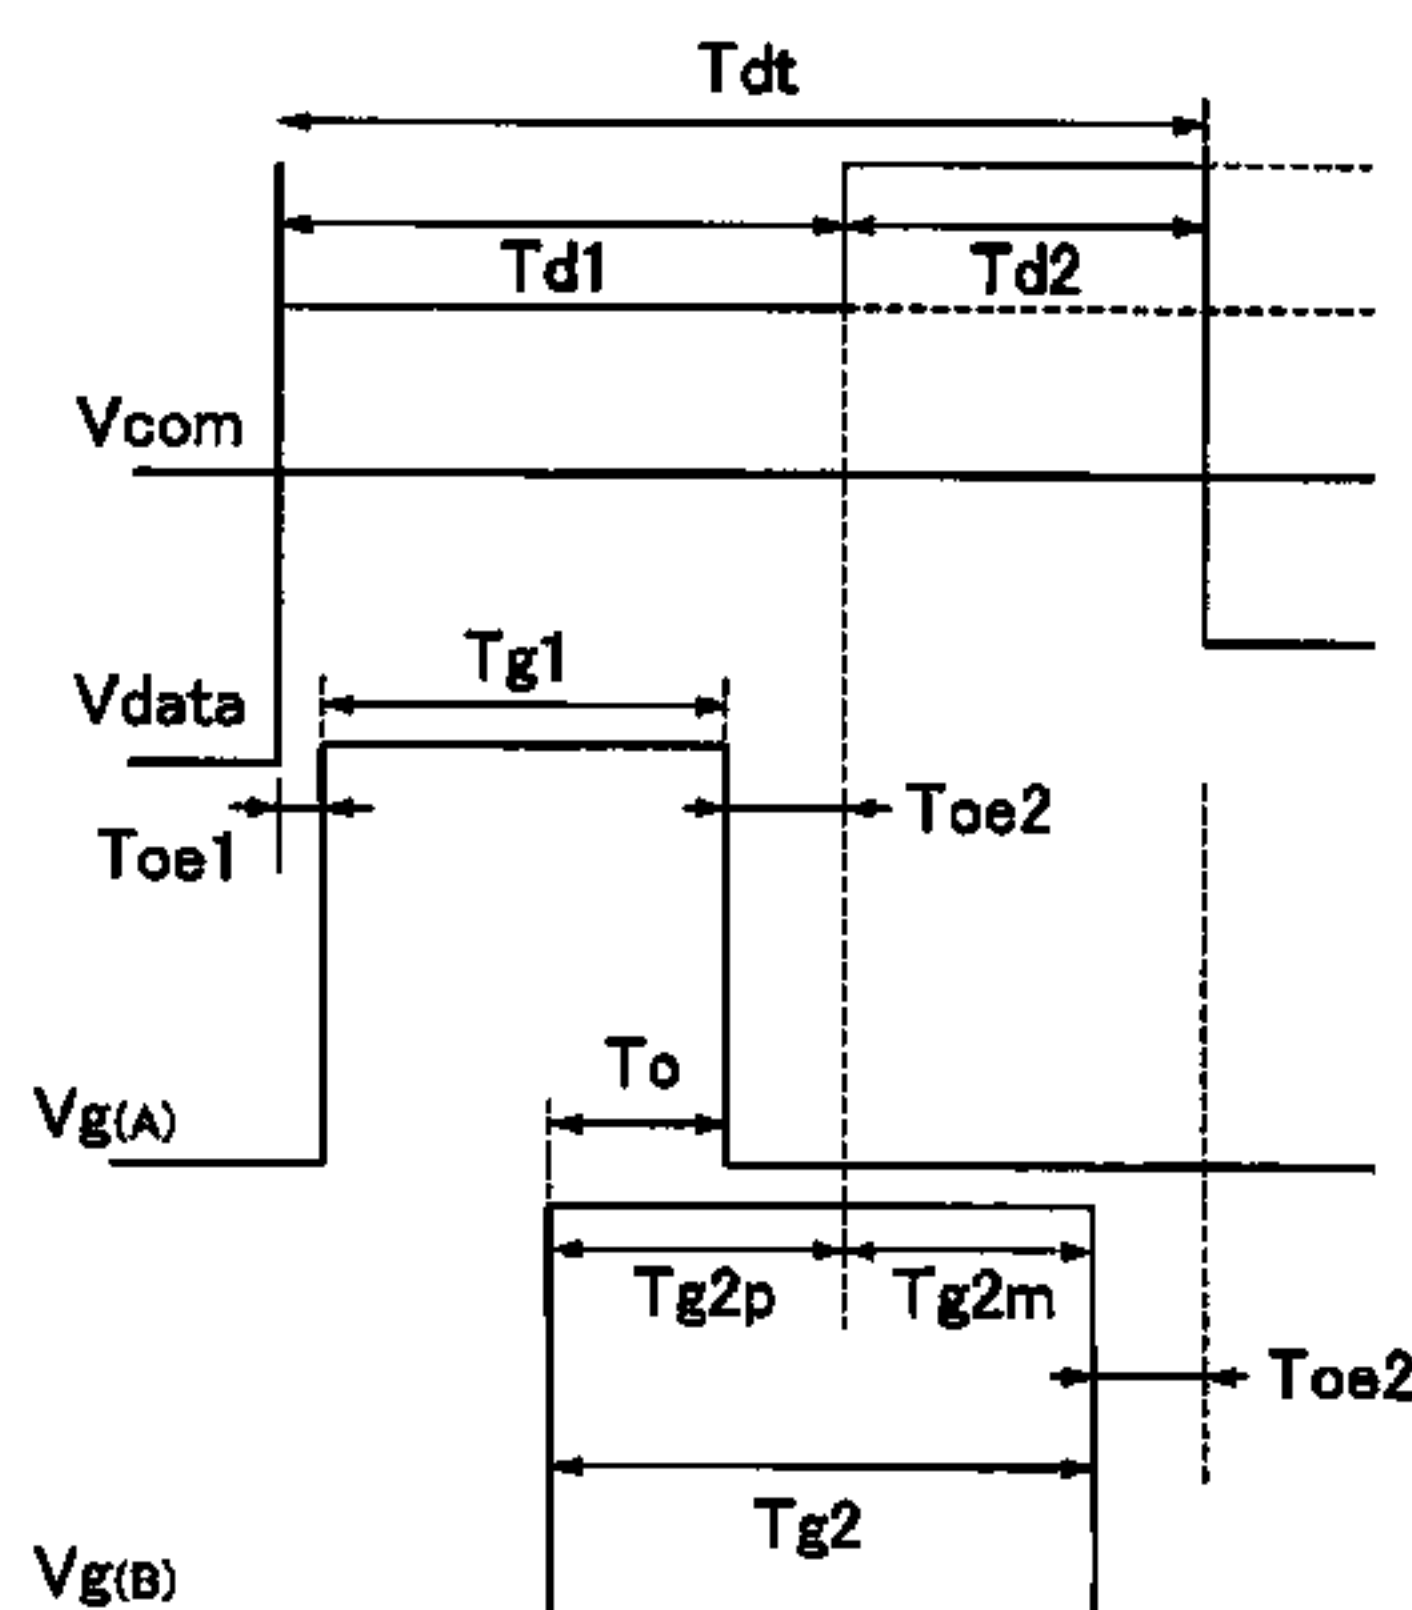 Tdt
Td1
Td2
Vcom
Tg1
Vdata
Toe1
Toe2
To
Vg(A)
Tg2p
Tg2m
Toe2
Tg2
Vg(B)